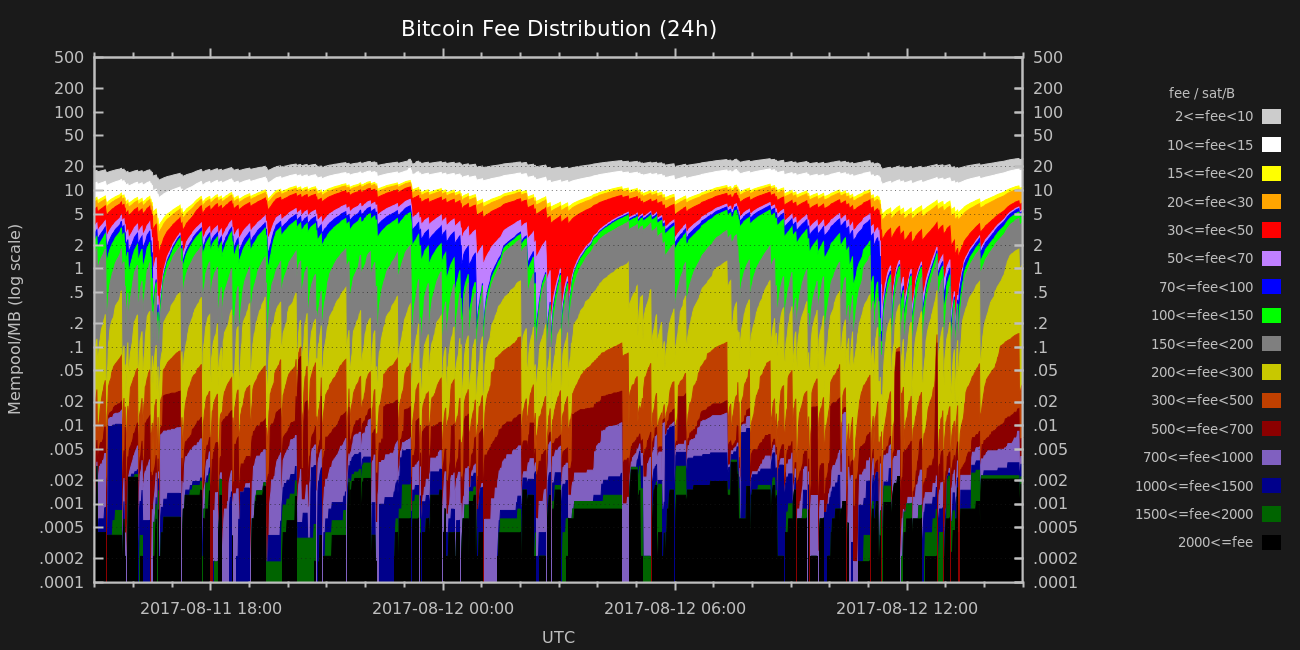 Bitcoin Fee Distribution (24h)
500 500
200 200
100 100
50 50
20 20
10 10
5 5
2 2
1 1
.5 .5
.2 .2
.1 .1
.05 .05
.02 .02
.01 .01
.005 .005
.002 .002
.001 .001
.0005 .0005
.0002 .0002
.0001 .0001
Mempool/MB (log scale)
2017-08-11 18:00 2017-08-12 00:00 2017-08-12 06:00 2017-08-12 12:00
UTC
fee / sat/B
2<=fee<10
10<=fee<15
15<=fee<20
20<=fee<30
30<=fee<50
50<=fee<70
70<=fee<100
100<=fee<150
150<=fee<200
200<=fee<300
300<=fee<500
500<=fee<700
700<=fee<1000
1000<=fee<1500
1500<=fee<2000
2000<=fee